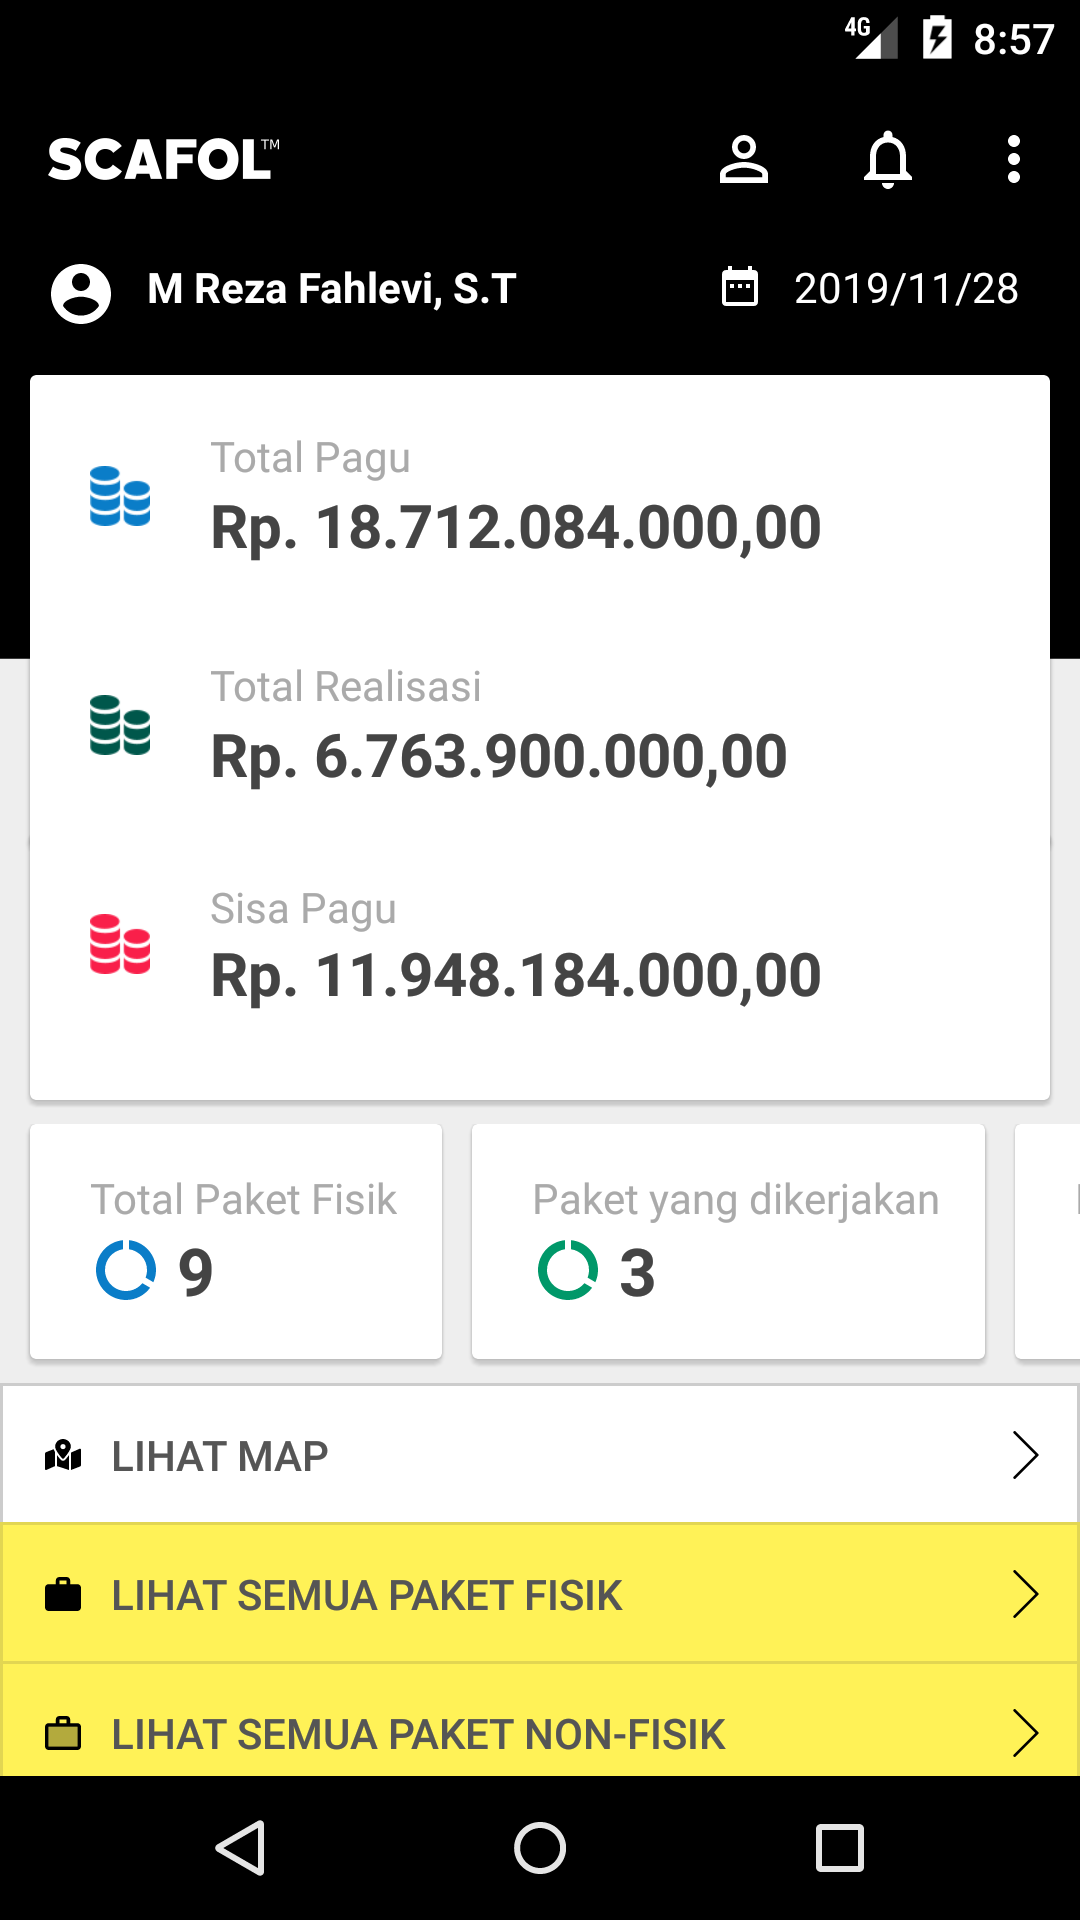 4G 8:57
SCAFOL™
M Reza Fahlevi, S.T 2019/11/28
Total Pagu
Rp. 18.712.084.000,00
Total Realisasi
Rp. 6.763.900.000,00
Sisa Pagu
Rp. 11.948.184.000,00
Total Paket Fisik Paket yang dikerjakan
9 3
LIHAT MAP
LIHAT SEMUA PAKET FISIK
LIHAT SEMUA PAKET NON-FISIK